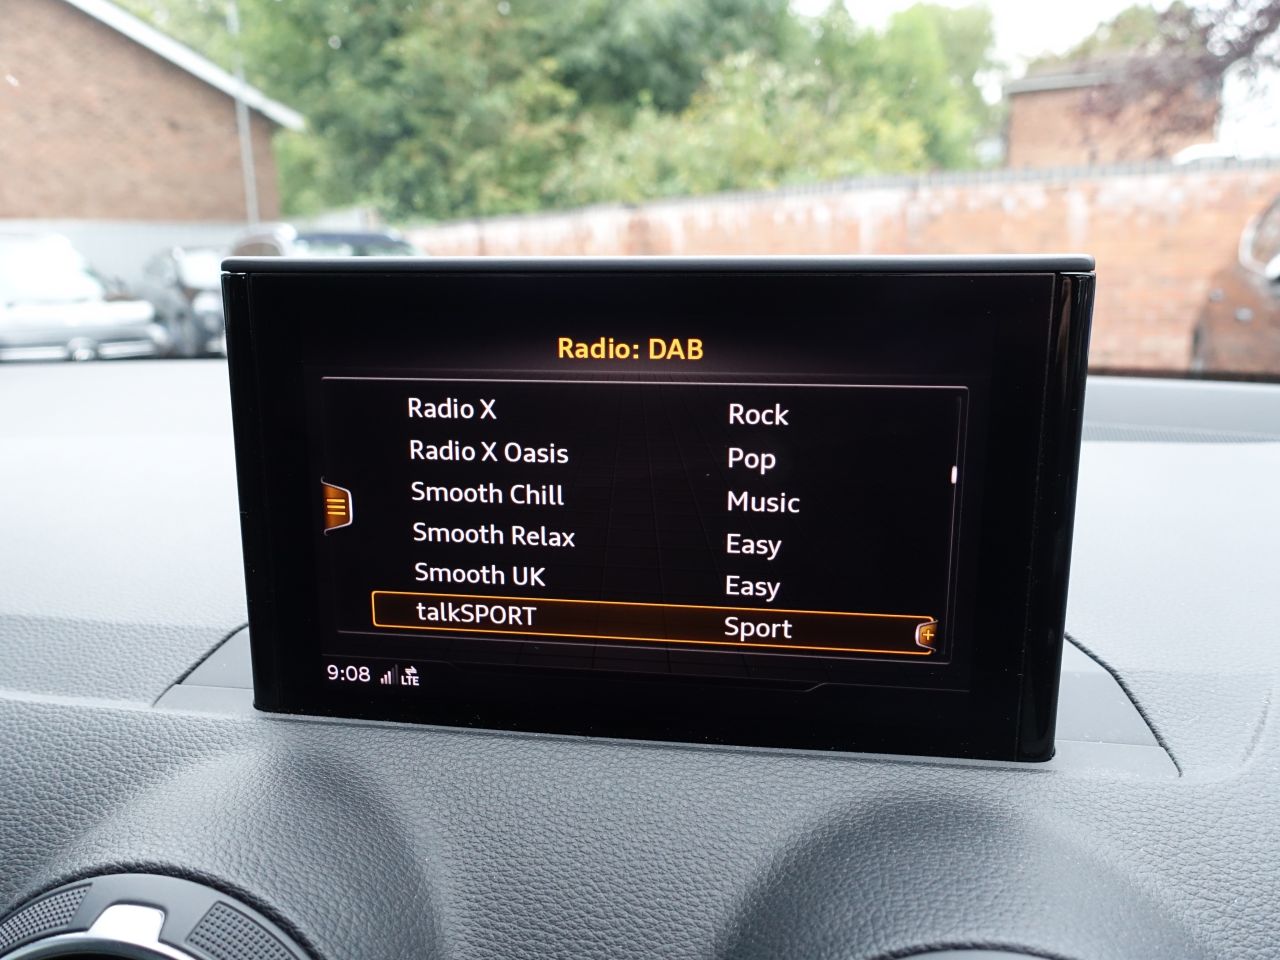 Radio: DAB
Radio X Rock
Radio X Oasis Pop
Smooth Chill Music
Smooth Relax Easy
Smooth UK Easy
talkSPORT Sport
9:08 LTE